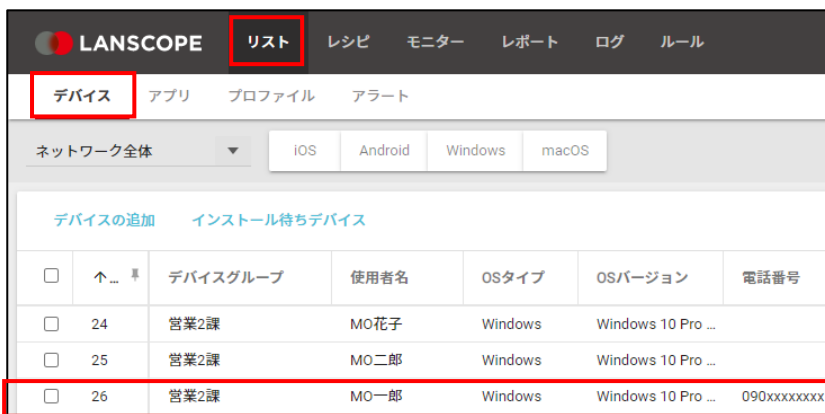 LANSCOPE リスト レシピ モニター レポート ログ ルール
デバイス アプリ プロファイル アラート
ネットワーク全体 iOS Android Windows macOS
デバイスの追加 インストール待ちデバイス
↑... デバイスグループ 使用者名 OSタイプ OSバージョン 電話番号
24 営業2課 MO花子 Windows Windows 10 Pro ...
25 営業2課 MO二郎 Windows Windows 10 Pro ...
26 営業2課 MO一郎 Windows Windows 10 Pro ... 090xxxxxxxx